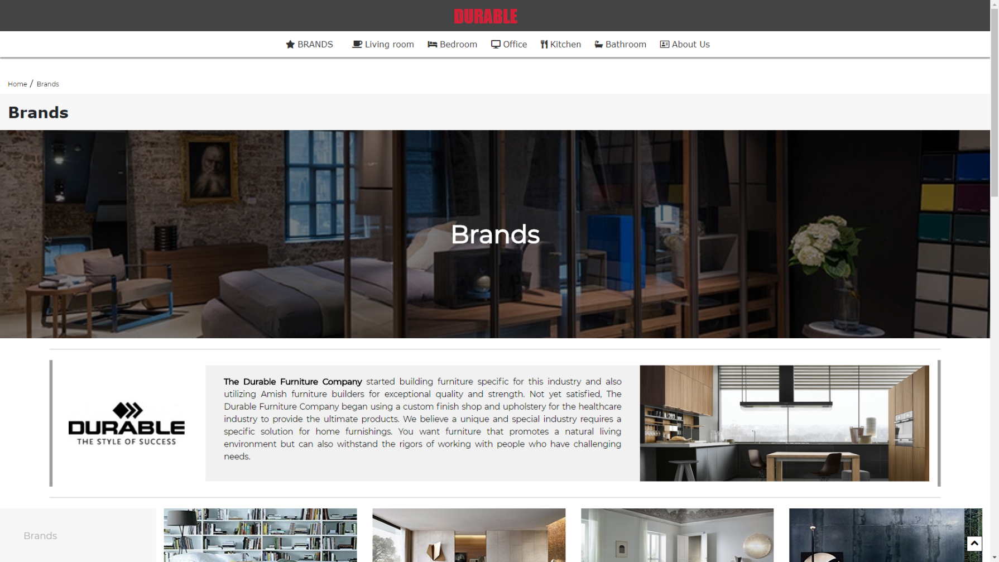 DURABLE
BRANDS Living room Bedroom Office Kitchen Bathroom About Us
Home / Brands
Brands
Brands
DURABLE
THE STYLE OF SUCCESS
The Durable Furniture Company started building furniture specific for this industry and also
utilizing Amish furniture builders for exceptional quality and strength. Not yet satisfied, The
Durable Furniture Company began using a custom finish shop and upholstery for the healthcare
industry to provide the ultimate products. We believe a unique and special industry requires a
specific solution for home furnishings. You want furniture that promotes a natural living
environment but can also withstand the rigors of working with people who have challenging
needs.
Brands